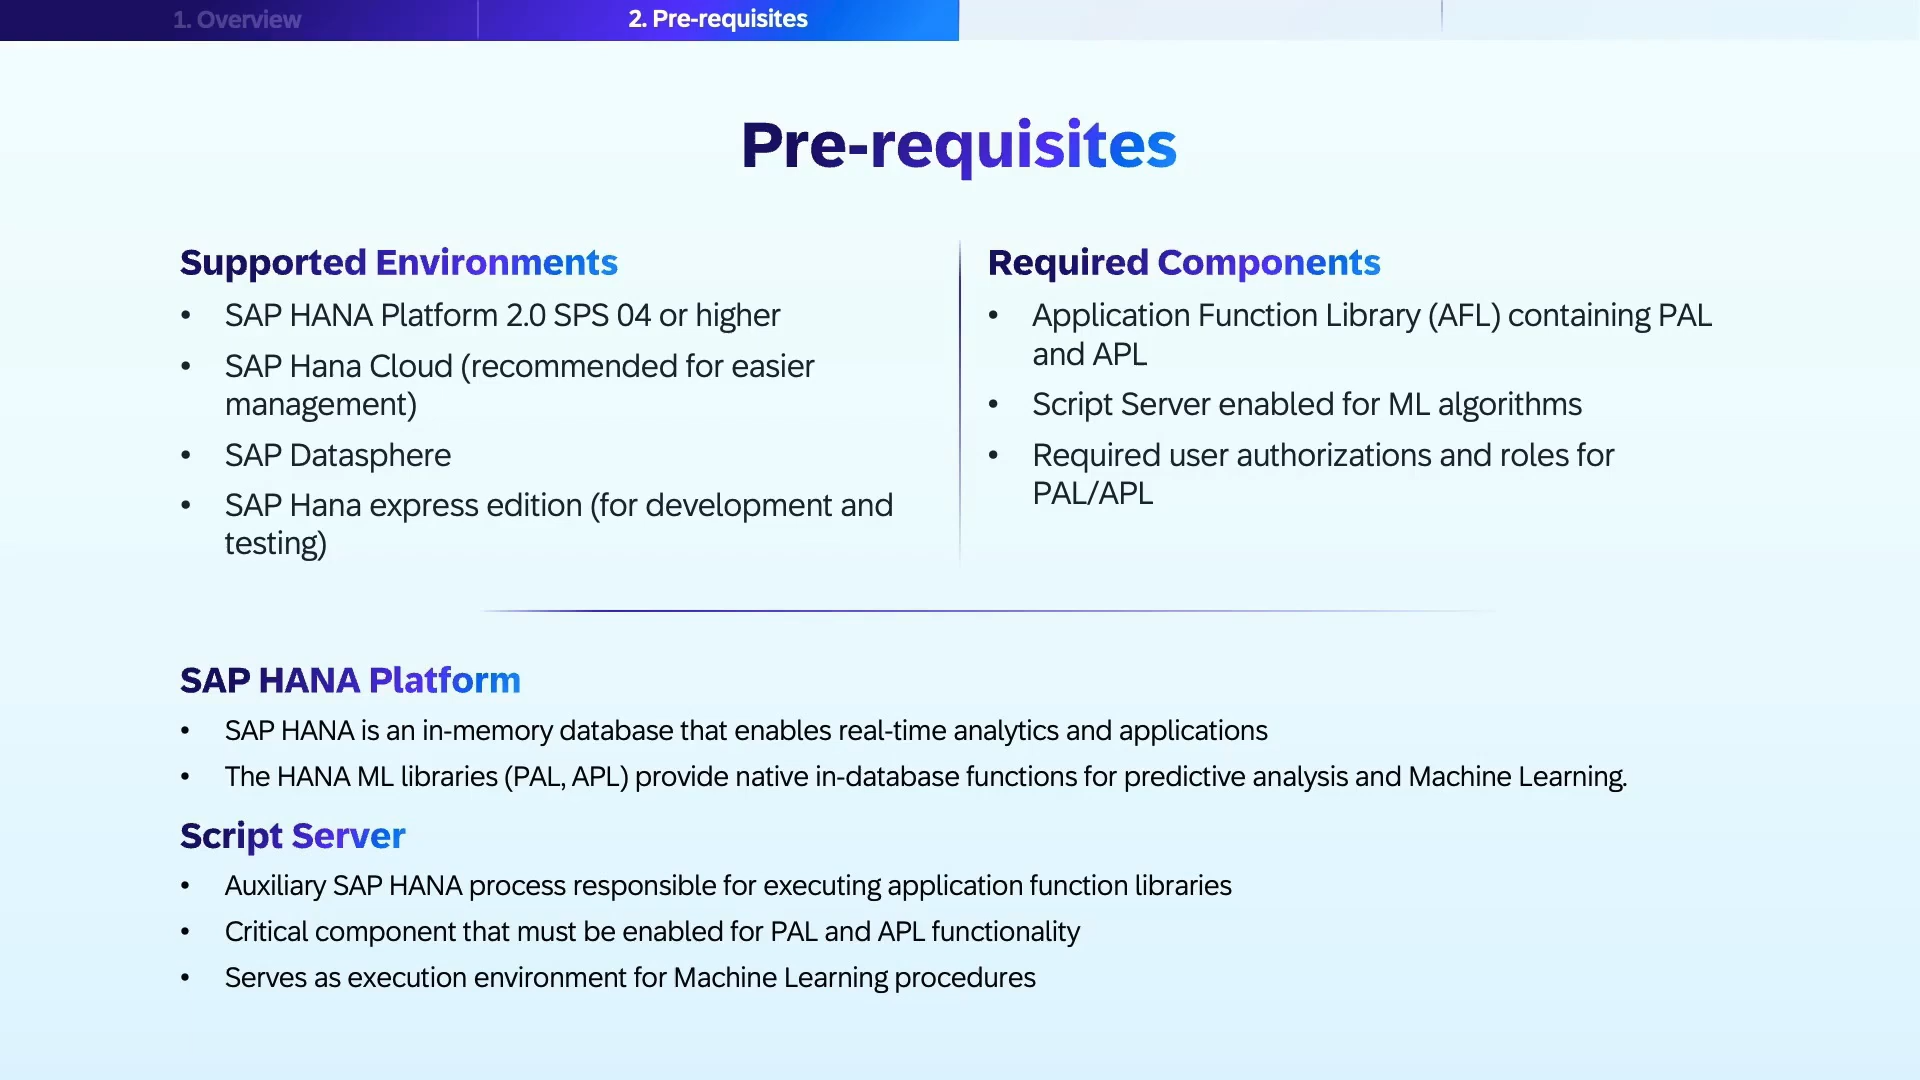 1. Overview
2. Pre-requisites
Pre-requisites
Supported Environments
• SAP HANA Platform 2.0 SPS 04 or higher
• SAP Hana Cloud (recommended for easier
management)
• SAP Datasphere
• SAP Hana express edition (for development and
testing)
Required Components
• Application Function Library (AFL) containing PAL
and APL
• Script Server enabled for ML algorithms
• Required user authorizations and roles for
PAL/APL
SAP HANA Platform
• SAP HANA is an in-memory database that enables real-time analytics and applications
• The HANA ML libraries (PAL, APL) provide native in-database functions for predictive analysis and Machine Learning.
Script Server
• Auxiliary SAP HANA process responsible for executing application function libraries
• Critical component that must be enabled for PAL and APL functionality
• Serves as execution environment for Machine Learning procedures